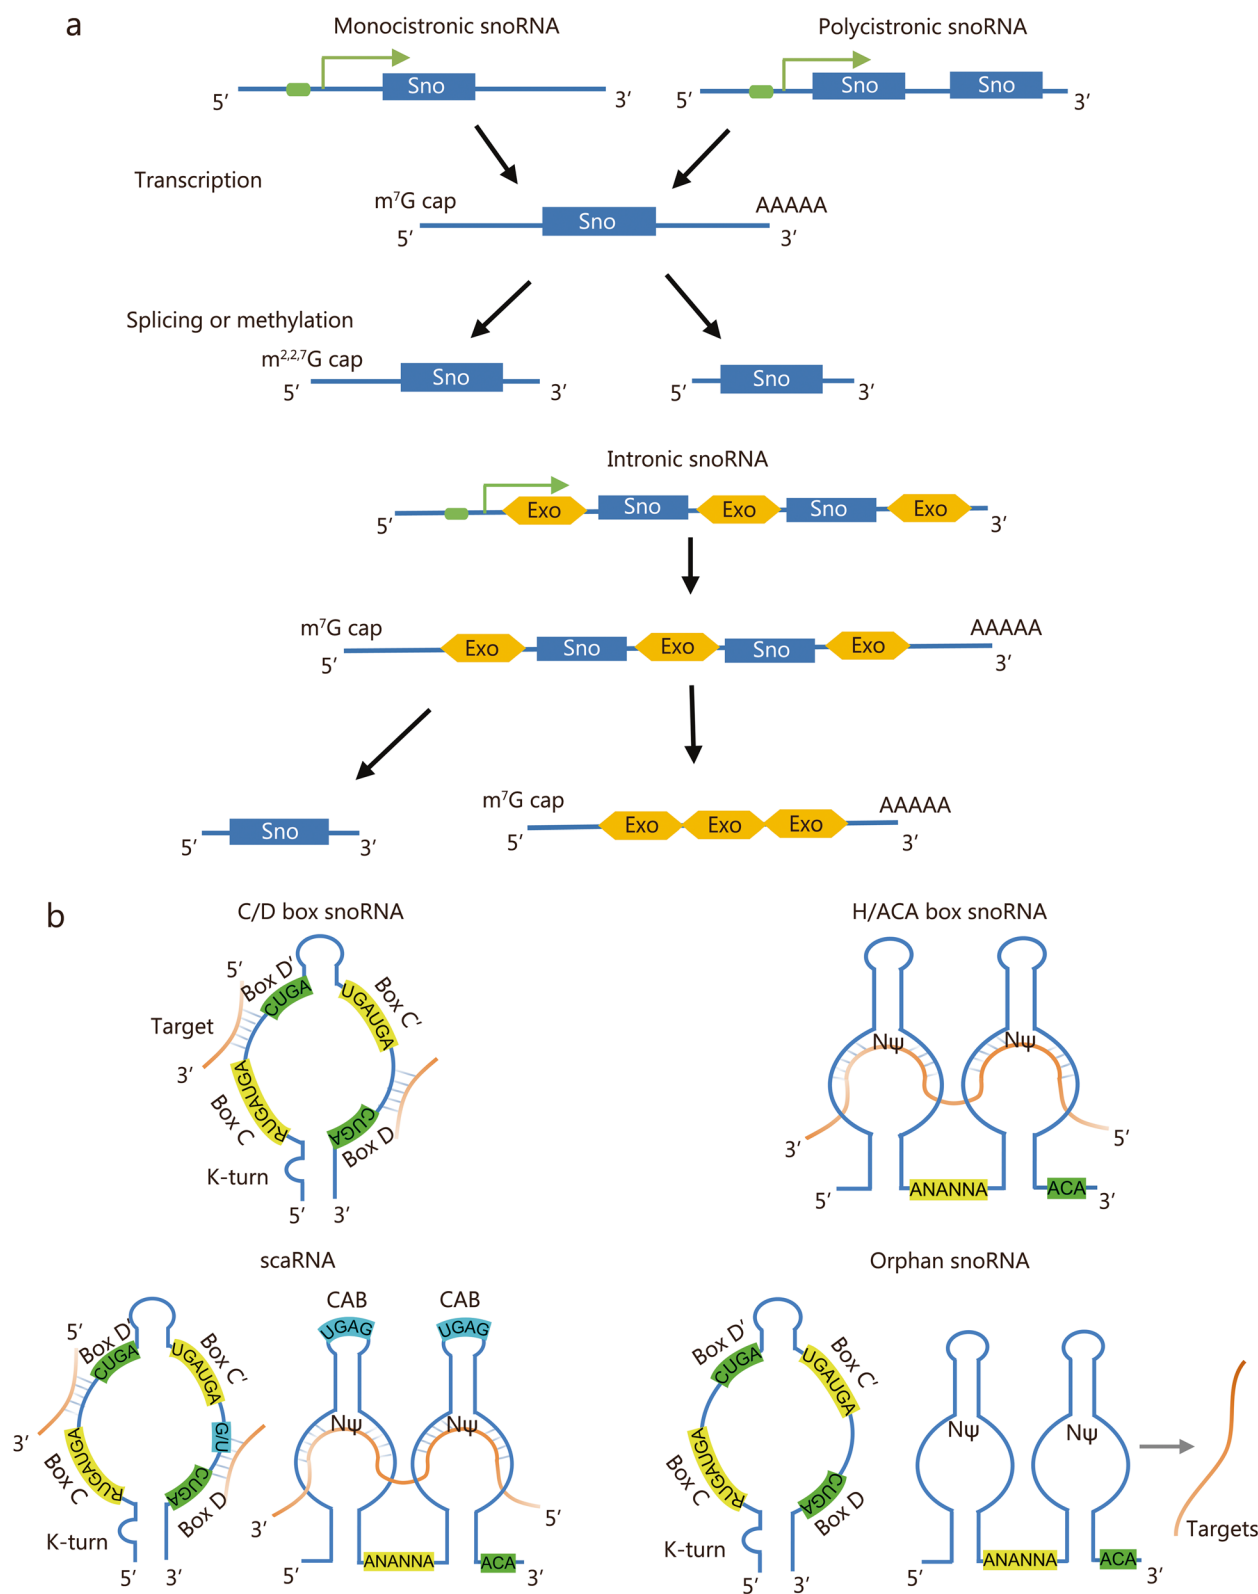 a
Monocistronic snoRNA
Polycistronic snoRNA
Sno
5′
3′
Sno
Sno
5′
3′
Transcription
m⁷G cap
AAAAA
Sno
5′
3′
Splicing or methylation
m²,²,⁷G cap
Sno
5′
3′
Sno
5′
3′
Intronic snoRNA
Exo
Sno
Exo
Sno
Exo
5′
3′
m⁷G cap
AAAAA
Exo
Sno
Exo
Sno
Exo
5′
3′
m⁷G cap
AAAAA
Sno
5′
3′
Exo
Exo
Exo
5′
3′
b
C/D box snoRNA
H/ACA box snoRNA
5′
Box D′
CUGA
UGAUGA
Box C′
Target
3′
RUGAUGA
Box C
CUGA
Box D
K-turn
5′
3′
Nψ
Nψ
3′
5′
5′
ANANNA
ACA
3′
scaRNA
Orphan snoRNA
5′
Box D′
CUGA
UGAUGA
Box C′
G/U
3′
RUGAUGA
Box C
CUGA
Box D
K-turn
5′
3′
CAB
CAB
UGAG
UGAG
Nψ
Nψ
3′
5′
5′
ANANNA
ACA
3′
Box D′
CUGA
UGAUGA
Box C′
RUGAUGA
Box C
CUGA
Box D
K-turn
5′
3′
Nψ
Nψ
Targets
5′
ANANNA
ACA
3′